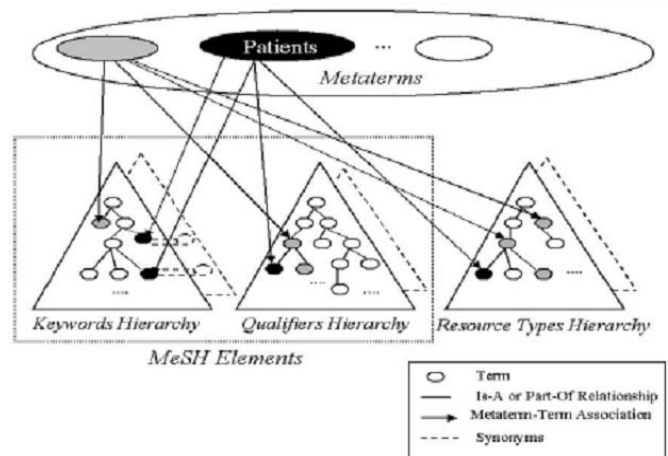 Patients
...
Metaterms
....
....
....
....
Keywords Hierarchy
Qualifiers Hierarchy
Resource Types Hierarchy
MeSH Elements
Term
Is-A or Part-Of Relationship
Metaterm-Term Association
Synonyms